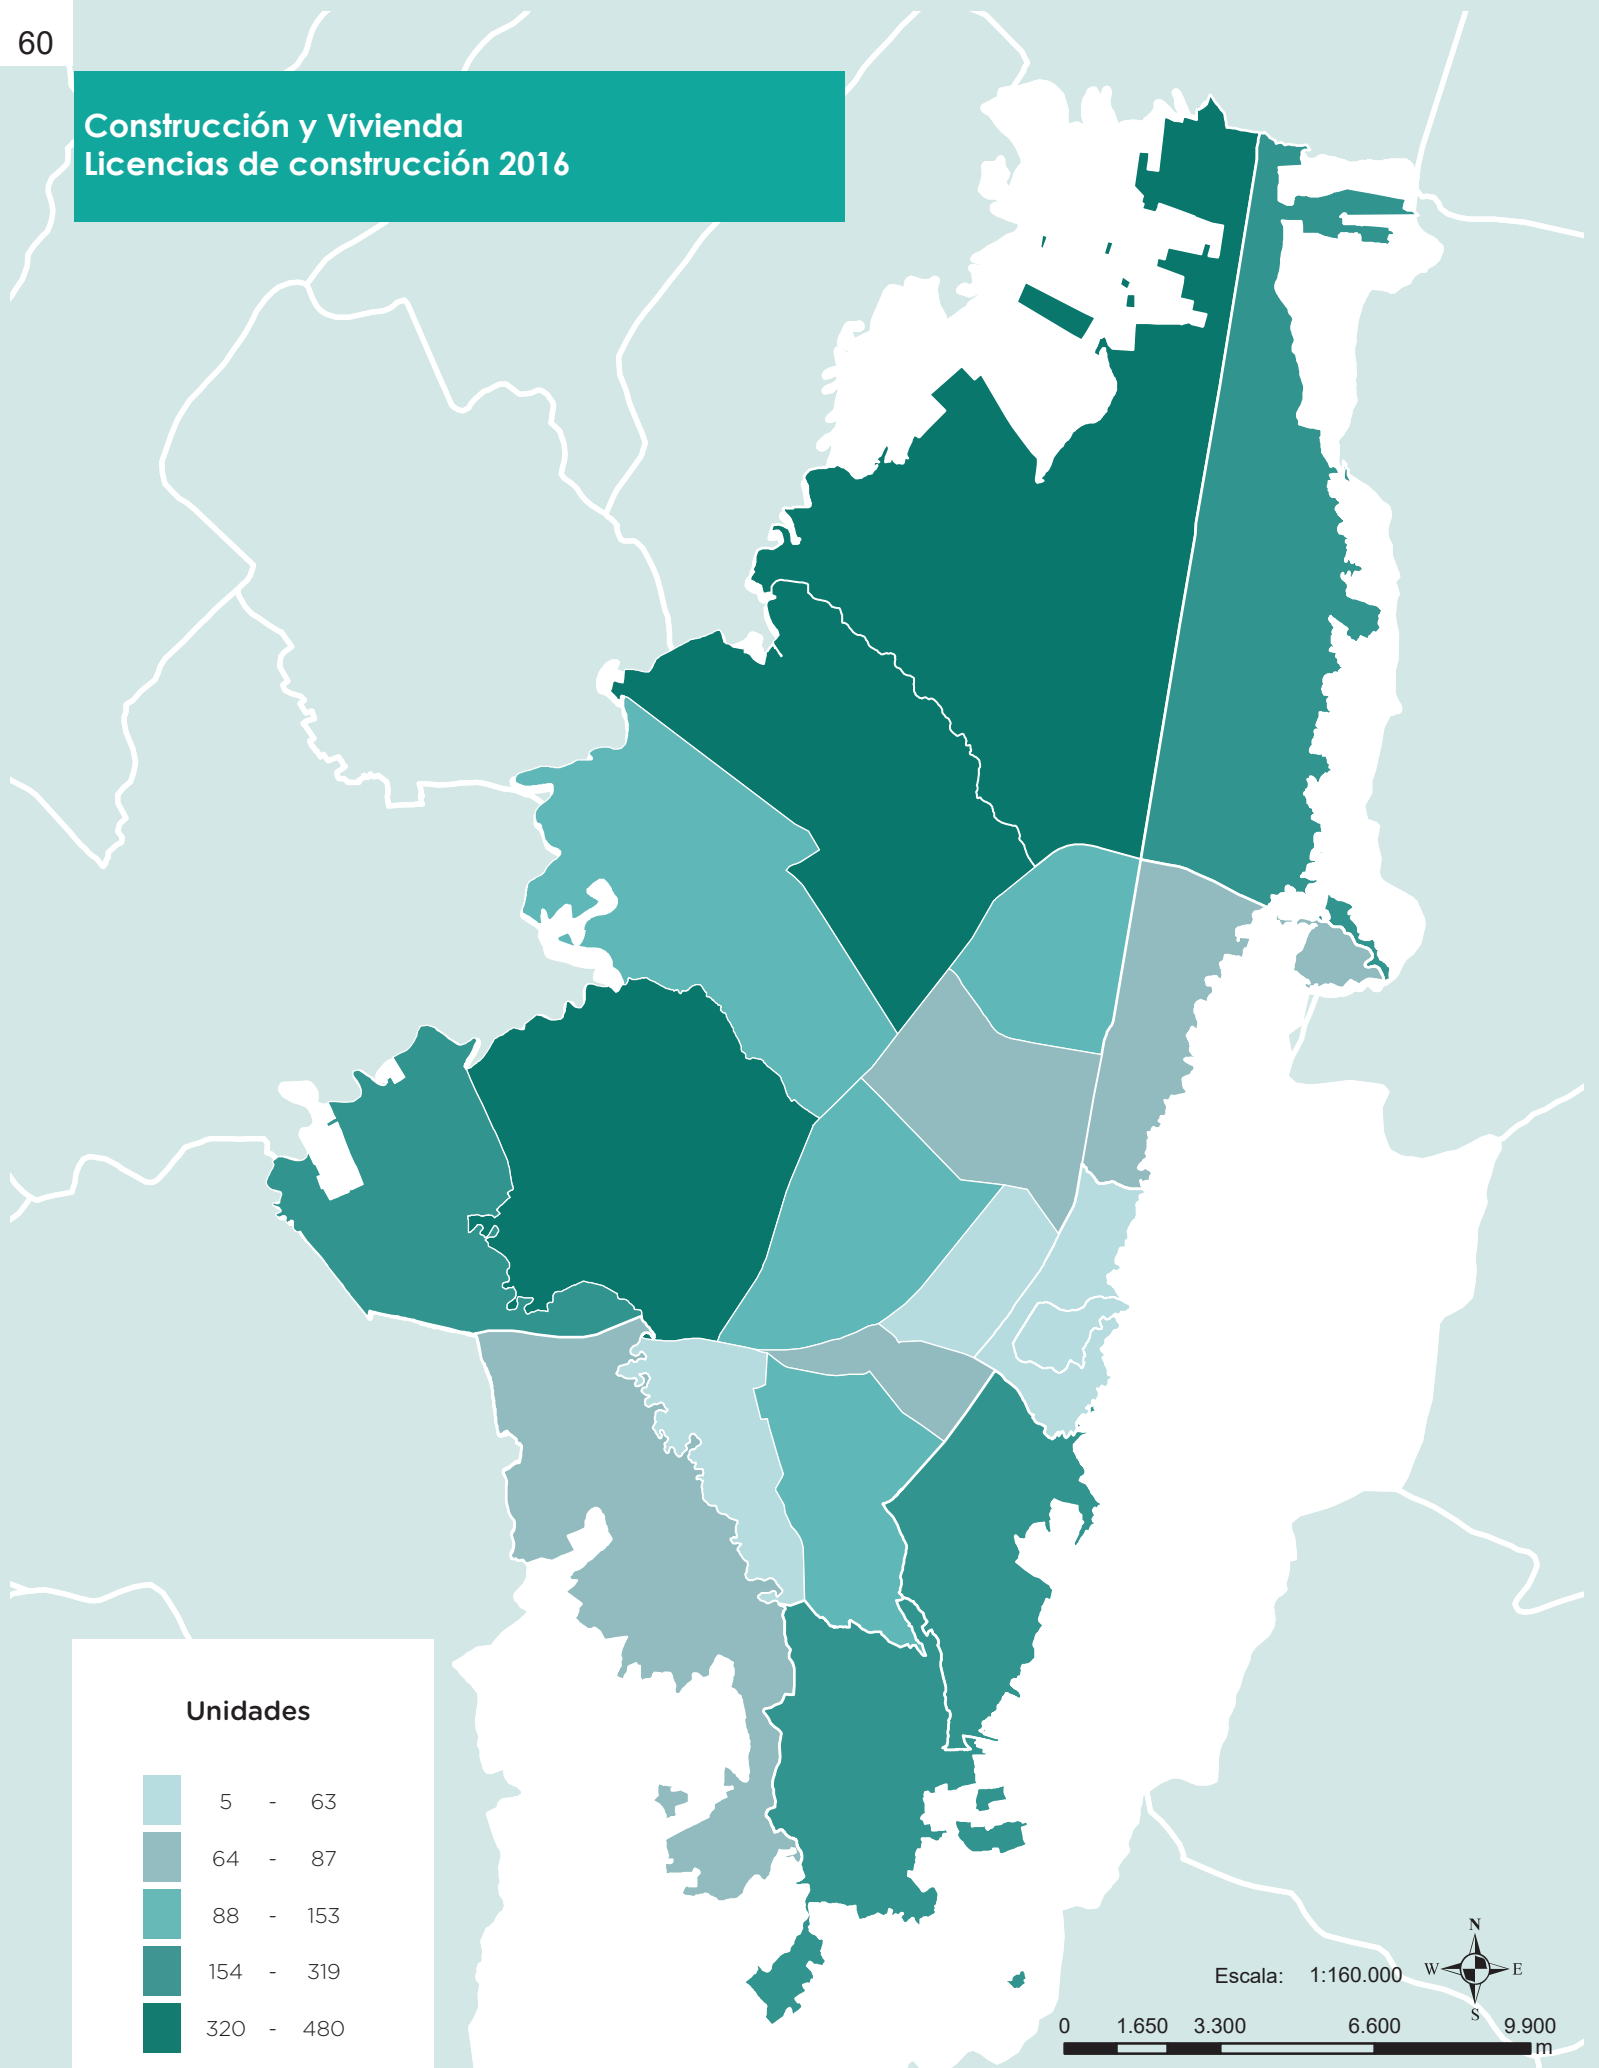 60
Construcción y Vivienda
Licencias de construcción 2016
Unidades
5 - 63
64 - 87
88 - 153
154 - 319
320 - 480
Escala: 1:160.000
N
W E
S
0 1.650 3.300 6.600 9.900
m